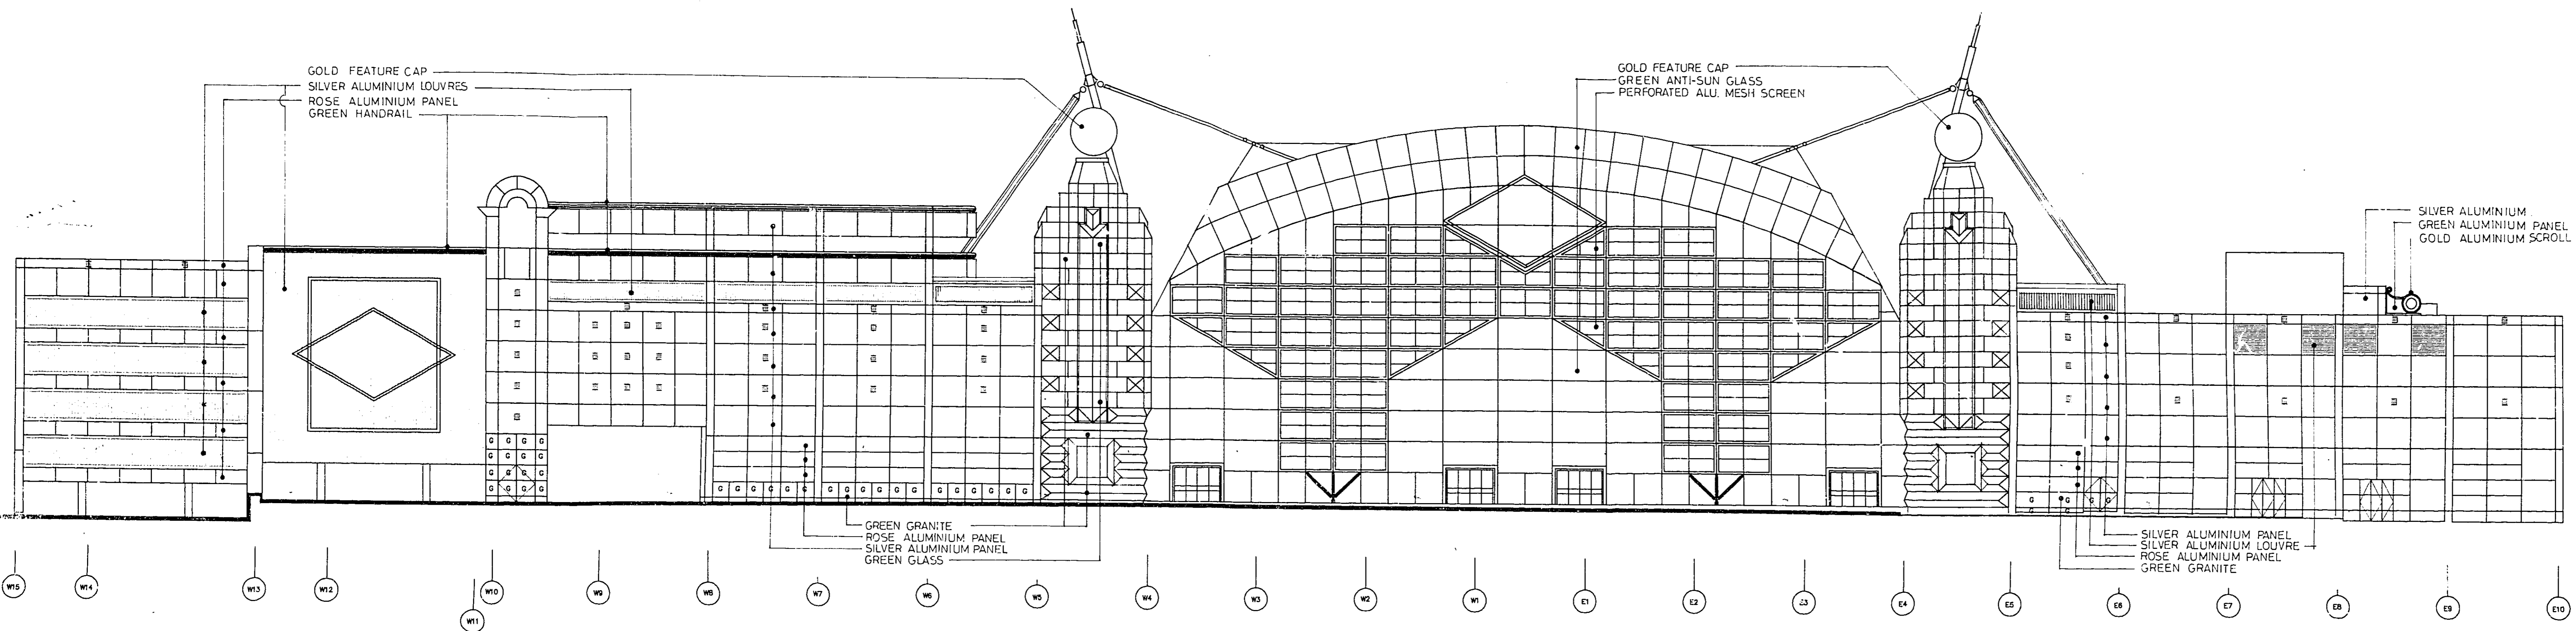 GOLD FEATURE CAP
SILVER ALUMINIUM LOUVRES
ROSE ALUMINIUM PANEL
GREEN HANDRAIL
GOLD FEATURE CAP
GREEN ANTI-SUN GLASS
PERFORATED ALU. MESH SCREEN
SILVER ALUMINIUM
GREEN ALUMINIUM PANEL
GOLD ALUMINIUM SCROLL
G G G G
G G G G
G G G G
G G G G
G G G G G G G G G G G G G G G G G G
G G G G
G G
GREEN GRANITE
ROSE ALUMINIUM PANEL
SILVER ALUMINIUM PANEL
GREEN GLASS
SILVER ALUMINIUM PANEL
SILVER ALUMINIUM LOUVRE
ROSE ALUMINIUM PANEL
GREEN GRANITE
W15 W14 W13 W12 W11 W10 W9 W8 W7 W6 W5 W4 W3 W2 W1 E1 E2 E3 E4 E5 E6 E7 E8 E9 E10